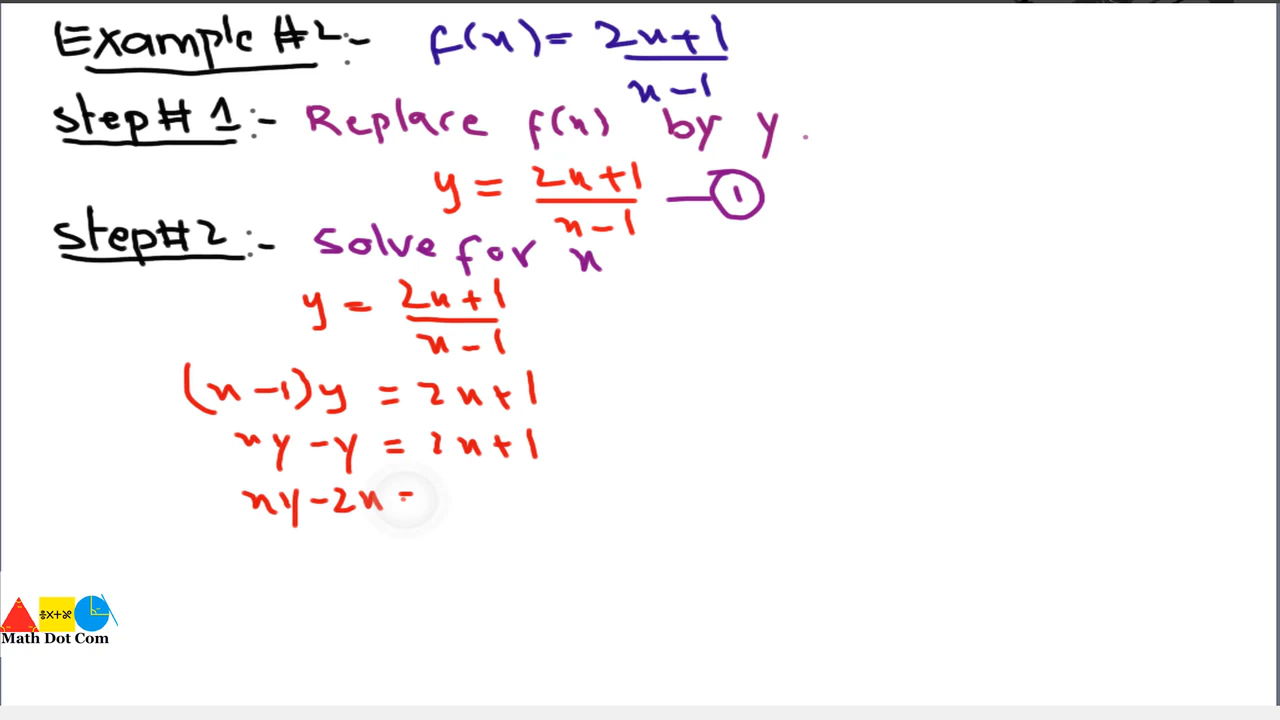 Example #2:- f(x) = 2x+1 / x-1
Step# 1:- Replace f(x) by y.
y = 2x+1 / x-1 — ①
Step#2:- Solve for x
y = 2x+1 / x-1
(x-1)y = 2x+1
xy-y = 2x+1
xy-2x =
÷x+×
Math Dot Com